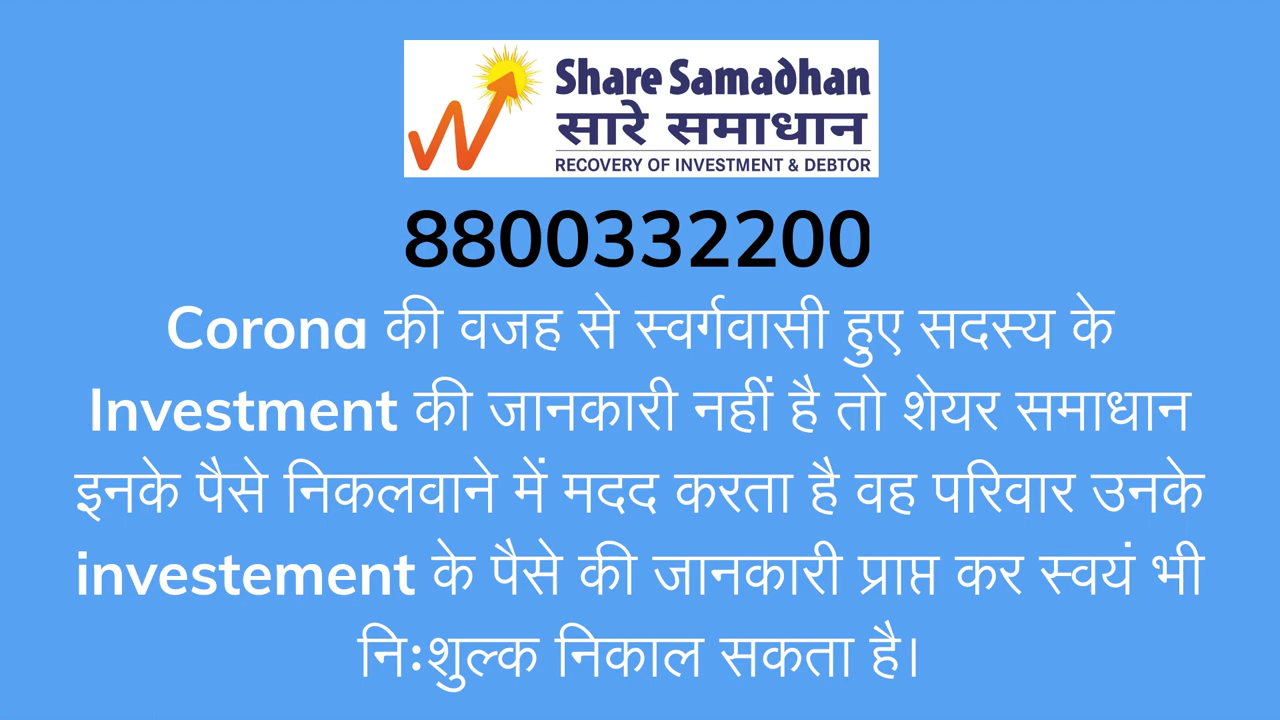 Share Samadhan
सारे समाधान
RECOVERY OF INVESTMENT & DEBTOR
8800332200
Corona की वजह से स्वर्गवासी हुए सदस्य के
Investment की जानकारी नहीं है तो शेयर समाधान
इनके पैसे निकलवाने में मदद करता है वह परिवार उनके
investement के पैसे की जानकारी प्राप्त कर स्वयं भी
निःशुल्क निकाल सकता है।